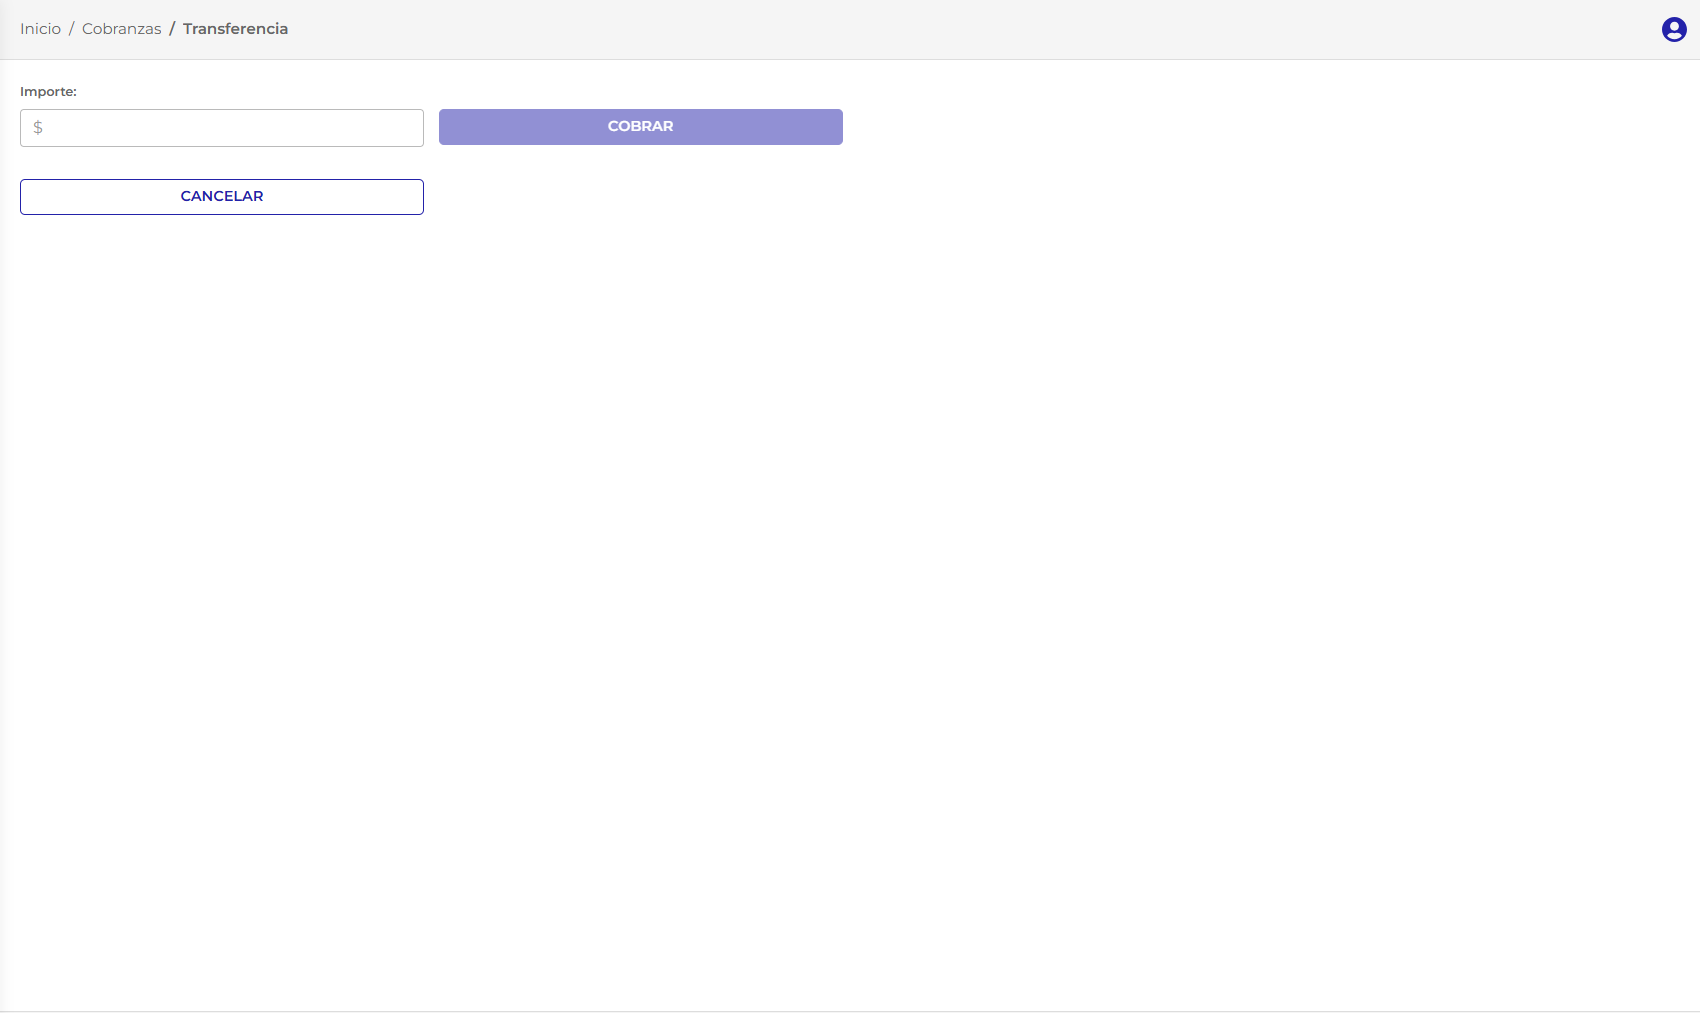 Inicio / Cobranzas / Transferencia
Importe:
$
COBRAR
CANCELAR